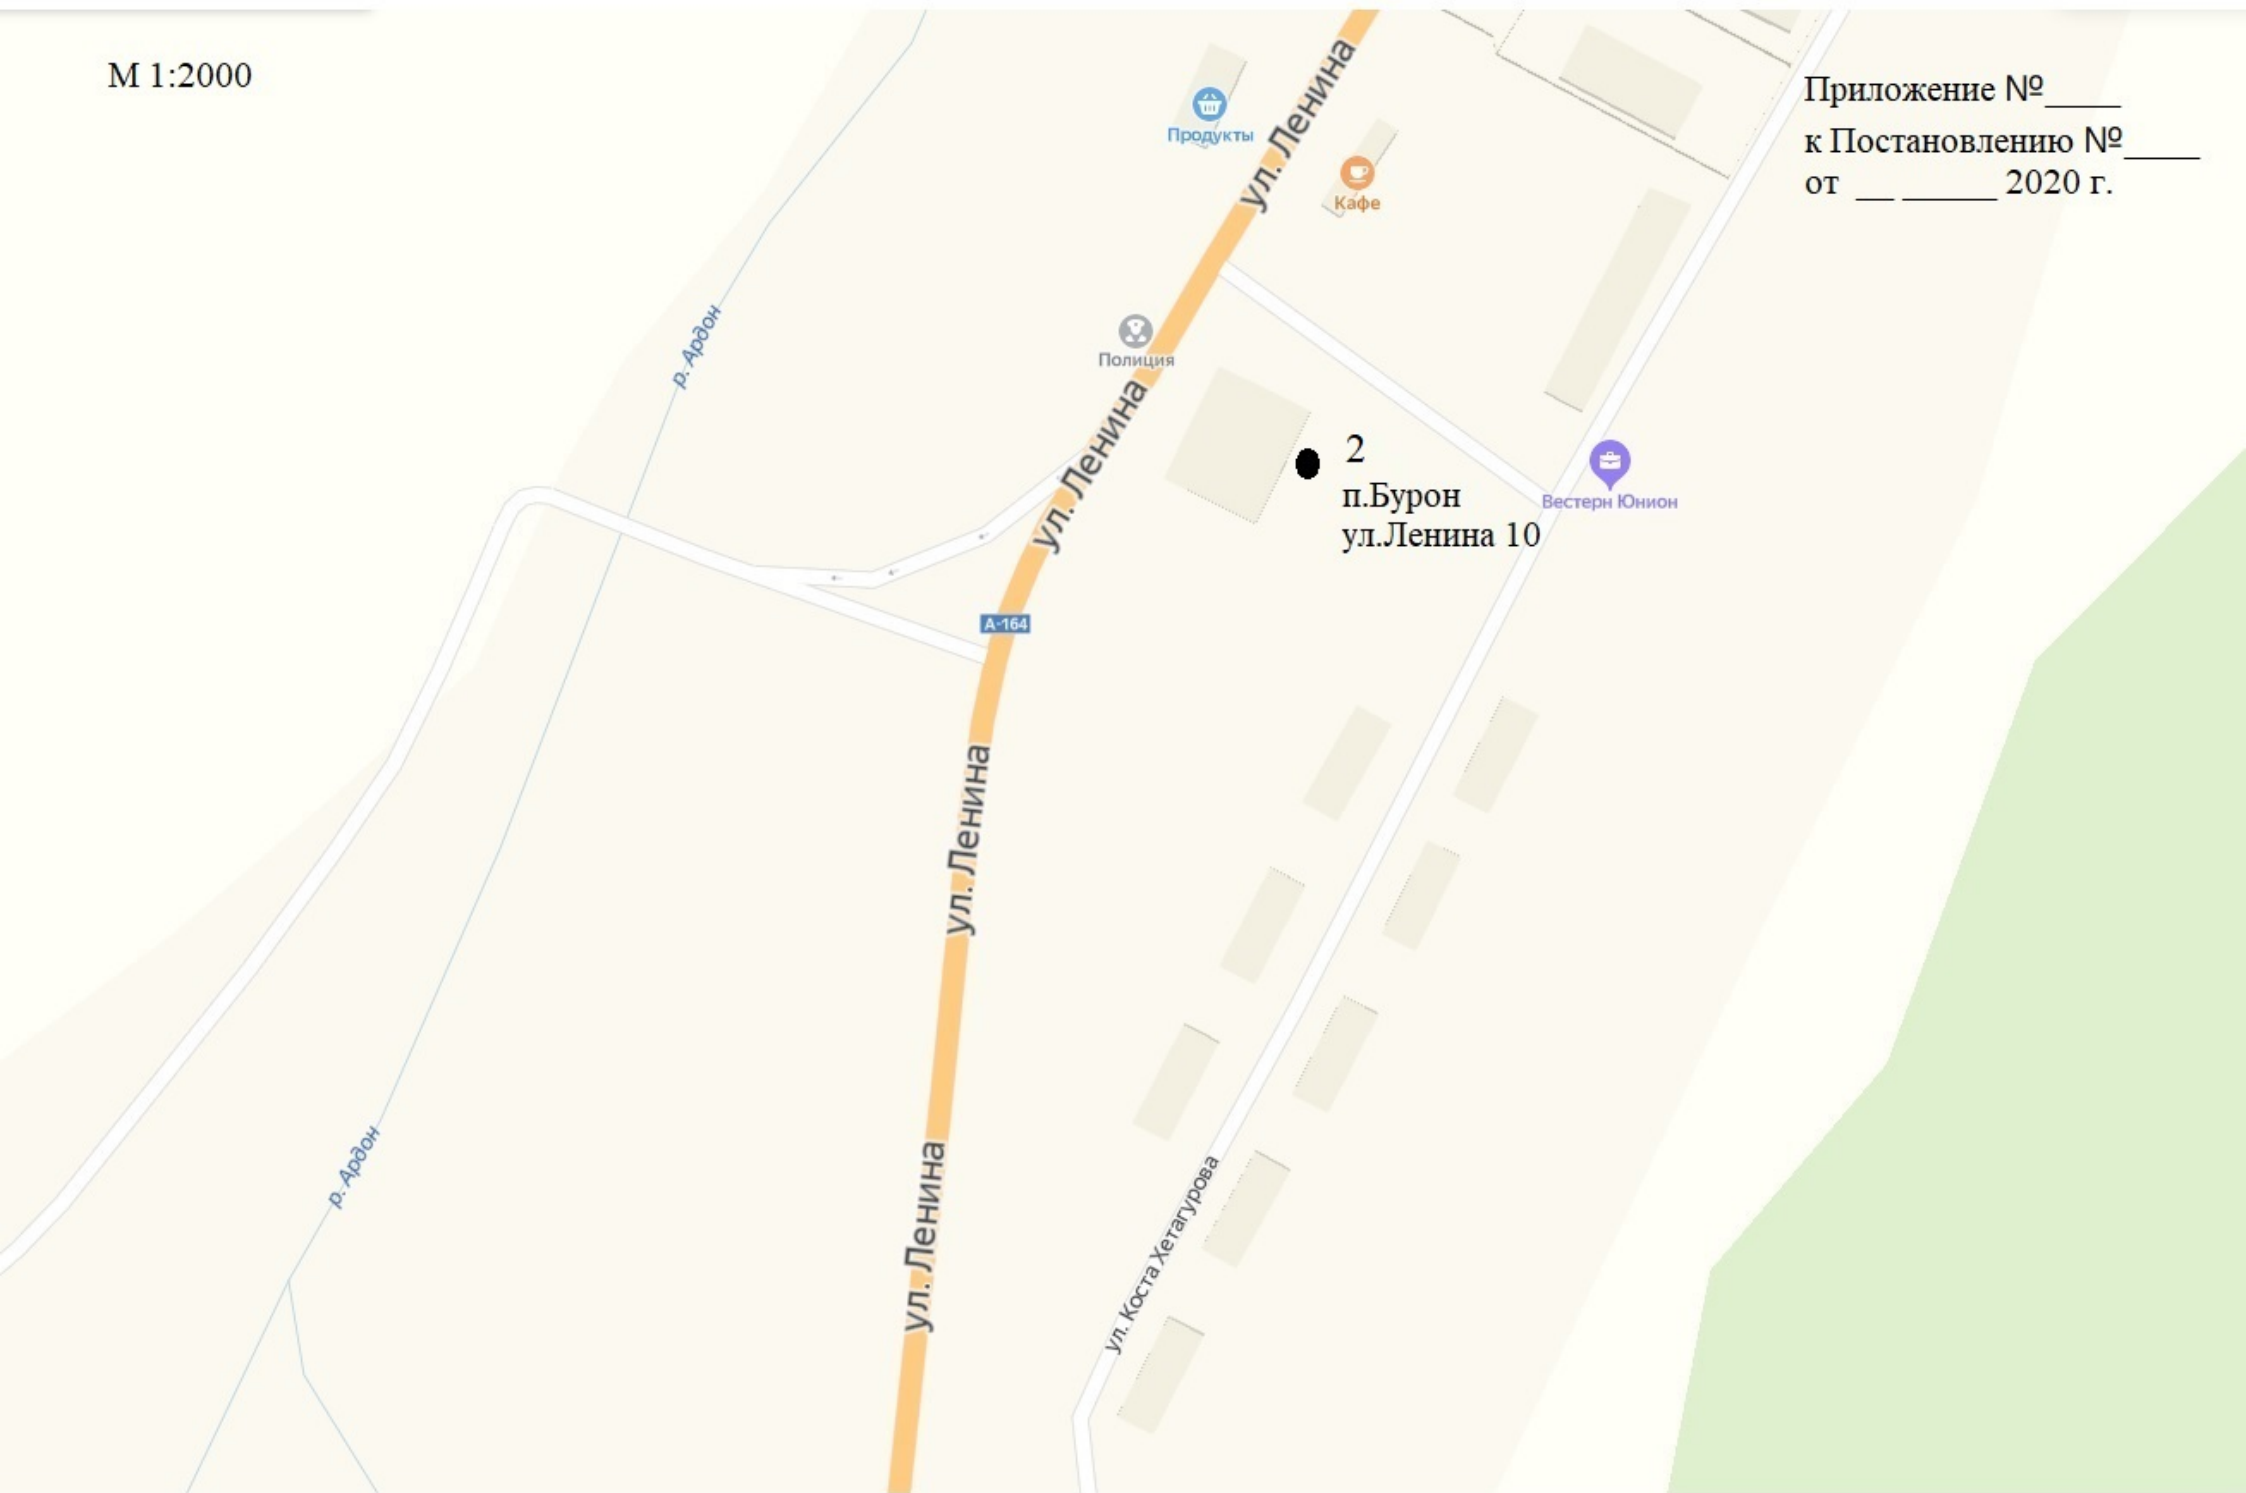 М 1:2000
Приложение №____
к Постановлению №____
от __ _____ 2020 г.
ул. Ленина
Продукты
Кафе
р. Ардон
Полиция
ул. Ленина
2
п.Бурон
ул.Ленина 10
Вестерн Юнион
А-164
ул. Ленина
р. Ардон
ул. Ленина
ул. Коста Хетагурова